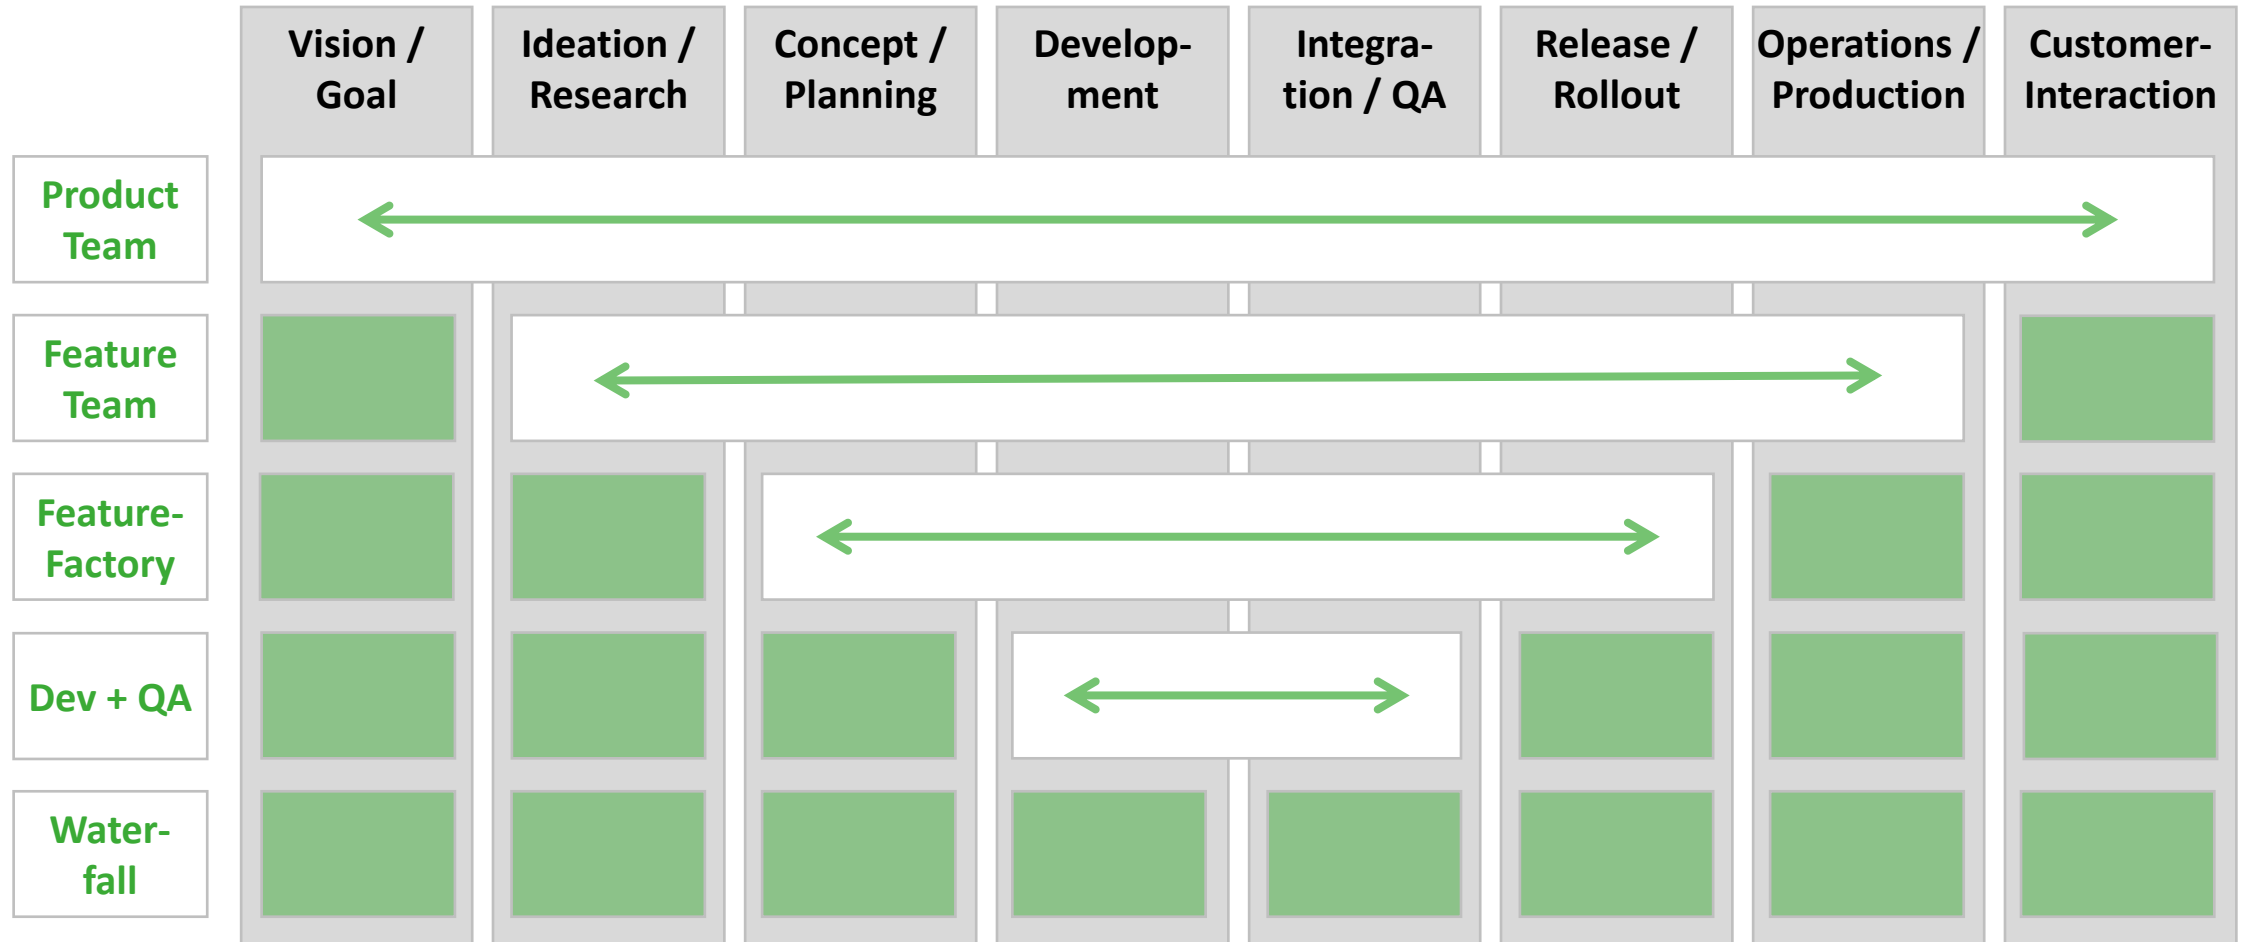 Vision /
Goal
Ideation /
Research
Concept /
Planning
Develop-
ment
Integra-
tion / QA
Release /
Rollout
Operations /
Production
Customer-
Interaction
Product
Team
Feature
Team
Feature-
Factory
Dev + QA
Water-
fall